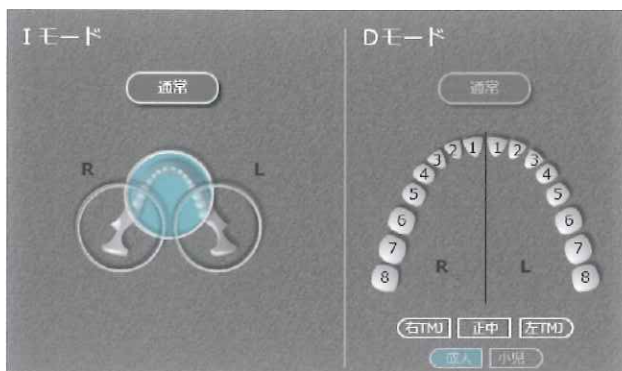 I モード
通常
R L
D モード
通常
1 1
2 2
3 3
4 4
5 5
6 6
7 7
8 8
R L
右TMJ 正中 左TMJ
成人 小児